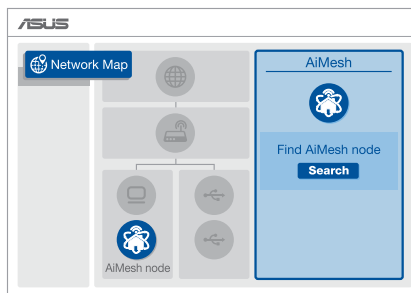 ASUS
Network Map
AiMesh
Find AiMesh node
Search
AiMesh node